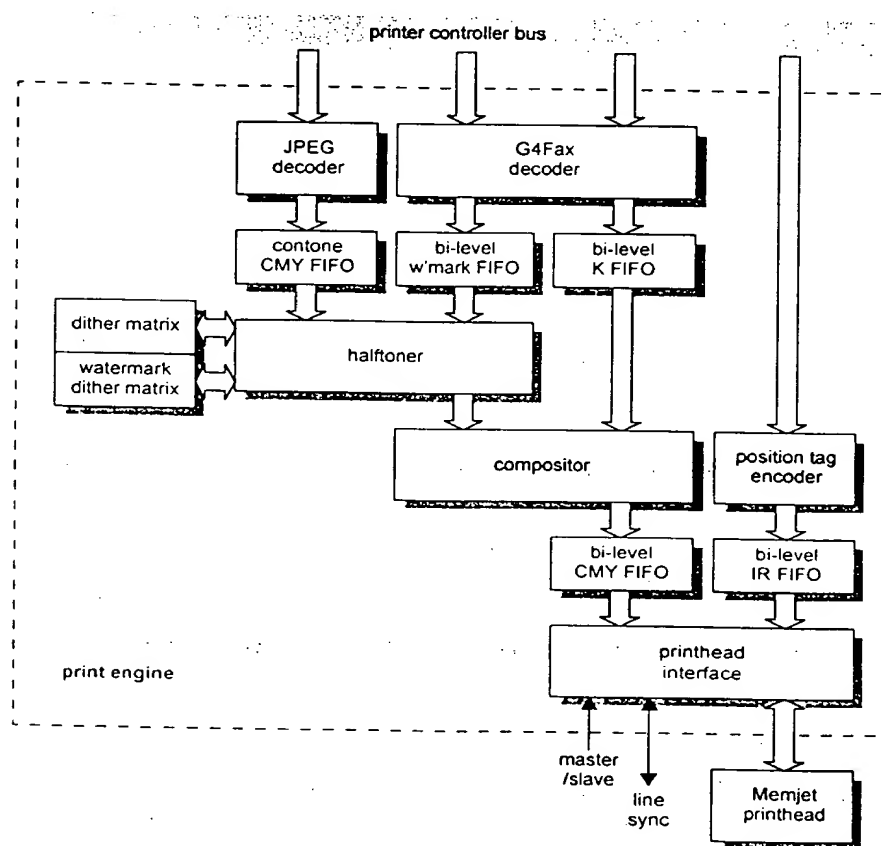 printer controller bus
JPEG
decoder
G4Fax
decoder
contone
CMY FIFO
bi-level
w'mark FIFO
bi-level
K FIFO
dither matrix
watermark
dither matrix
halftoner
compositor
position tag
encoder
bi-level
CMY FIFO
bi-level
IR FIFO
print engine
printhead
interface
master
/slave
line
sync
Memjet
printhead